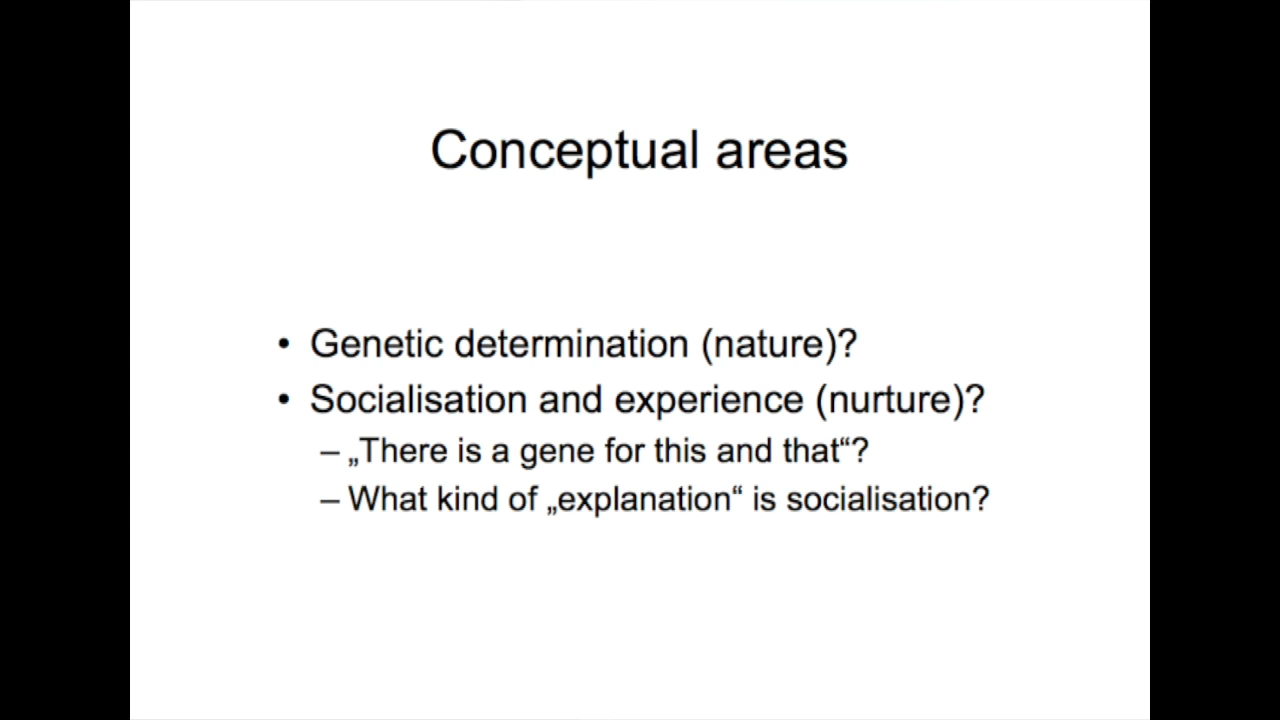 Conceptual areas
• Genetic determination (nature)?
• Socialisation and experience (nurture)?
– „There is a gene for this and that“?
– What kind of „explanation“ is socialisation?